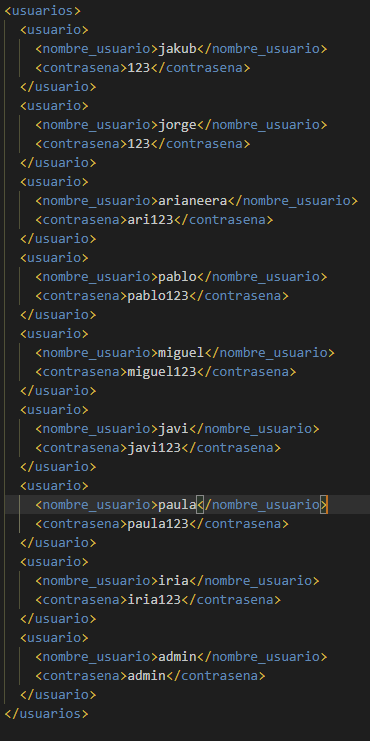 <usuarios>
<usuario>
<nombre_usuario>jakub</nombre_usuario>
<contrasena>123</contrasena>
</usuario>
<usuario>
<nombre_usuario>jorge</nombre_usuario>
<contrasena>123</contrasena>
</usuario>
<usuario>
<nombre_usuario>arianeera</nombre_usuario>
<contrasena>ari123</contrasena>
</usuario>
<usuario>
<nombre_usuario>pablo</nombre_usuario>
<contrasena>pablo123</contrasena>
</usuario>
<usuario>
<nombre_usuario>miguel</nombre_usuario>
<contrasena>miguel123</contrasena>
</usuario>
<usuario>
<nombre_usuario>javi</nombre_usuario>
<contrasena>javi123</contrasena>
</usuario>
<usuario>
<nombre_usuario>paula</nombre_usuario>
<contrasena>paula123</contrasena>
</usuario>
<usuario>
<nombre_usuario>iria</nombre_usuario>
<contrasena>iria123</contrasena>
</usuario>
<usuario>
<nombre_usuario>admin</nombre_usuario>
<contrasena>admin</contrasena>
</usuario>
</usuarios>